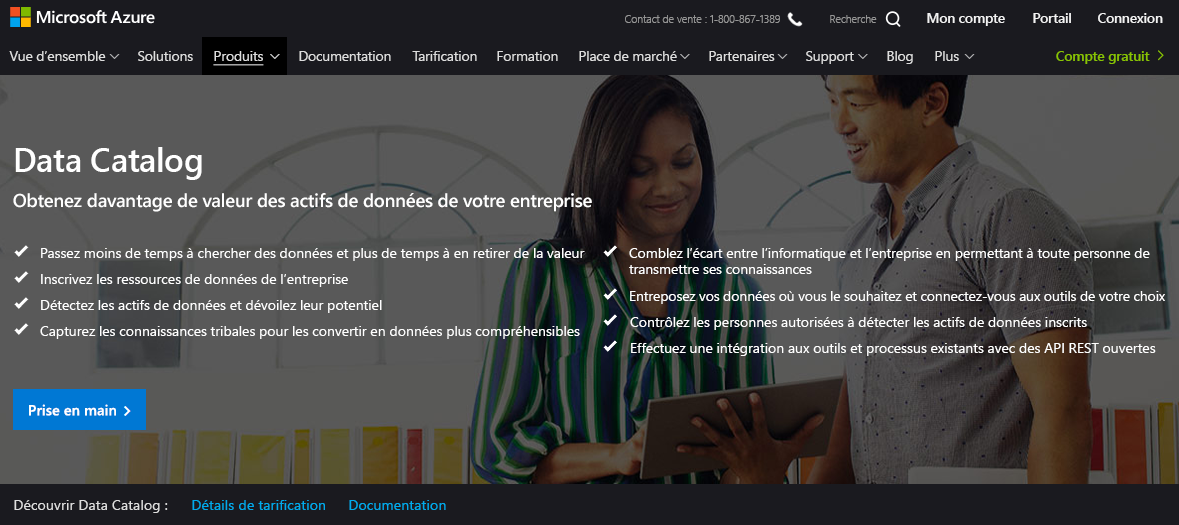 Microsoft Azure
Contact de vente : 1-800-867-1389
Recherche
Mon compte
Portail
Connexion
Vue d'ensemble
Solutions
Produits
Documentation
Tarification
Formation
Place de marché
Partenaires
Support
Blog
Plus
Compte gratuit
Data Catalog
Obtenez davantage de valeur des actifs de données de votre entreprise
Passez moins de temps à chercher des données et plus de temps à en retirer de la valeur
Inscrivez les ressources de données de l'entreprise
Détectez les actifs de données et dévoilez leur potentiel
Capturez les connaissances tribales pour les convertir en données plus compréhensibles
Comblez l'écart entre l'informatique et l'entreprise en permettant à toute personne de
transmettre ses connaissances
Entreposez vos données où vous le souhaitez et connectez-vous aux outils de votre choix
Contrôlez les personnes autorisées à détecter les actifs de données inscrits
Effectuez une intégration aux outils et processus existants avec des API REST ouvertes
Prise en main
Découvrir Data Catalog :
Détails de tarification
Documentation